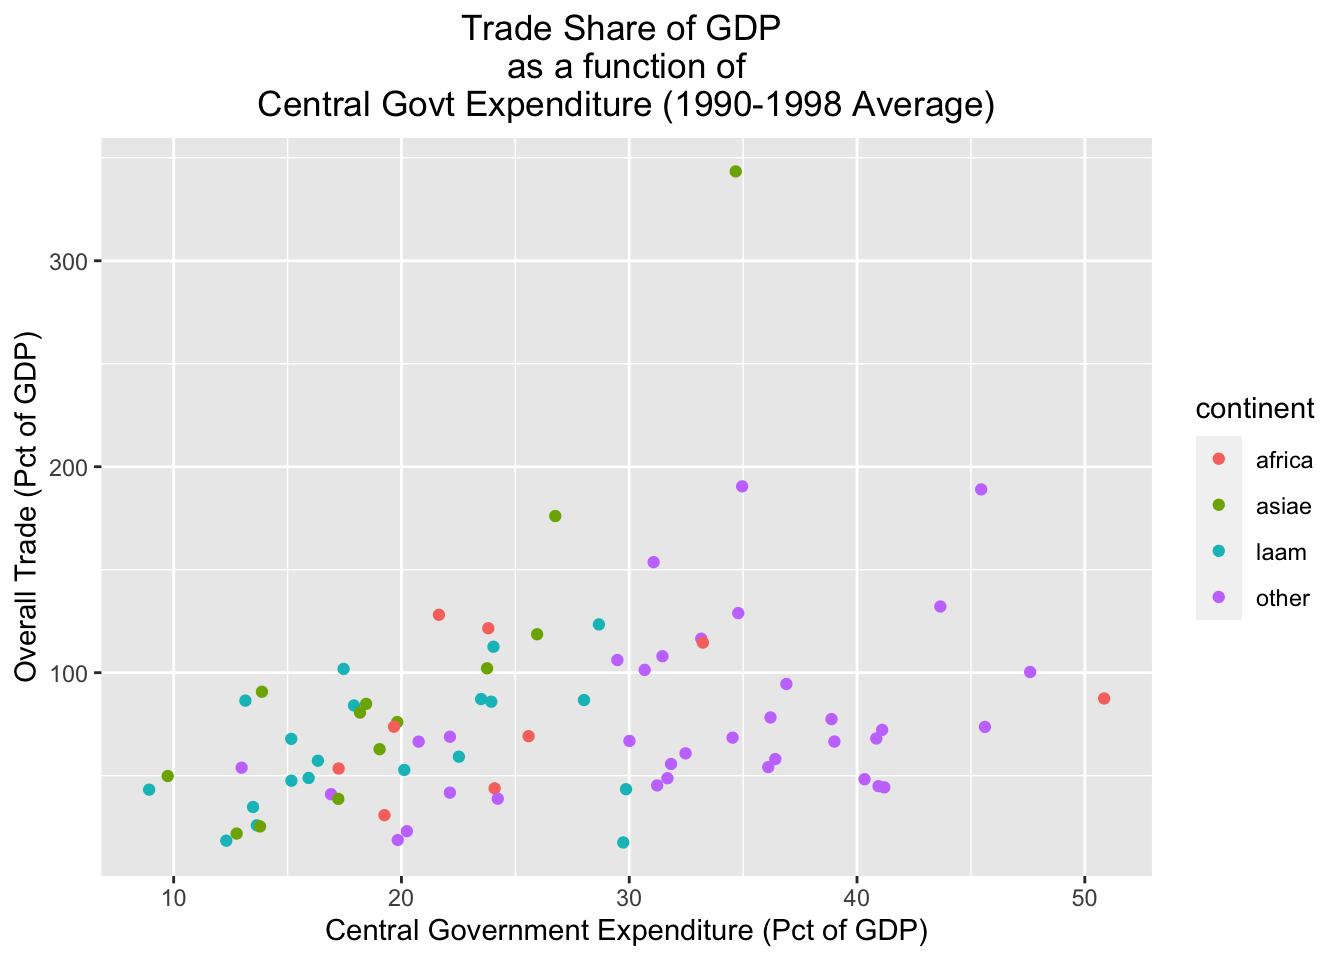 Trade Share of GDP
as a function of
Central Govt Expenditure (1990-1998 Average)
Overall Trade (Pct of GDP)
300
200
100
10 20 30 40 50
Central Government Expenditure (Pct of GDP)
continent
africa
asiae
laam
other